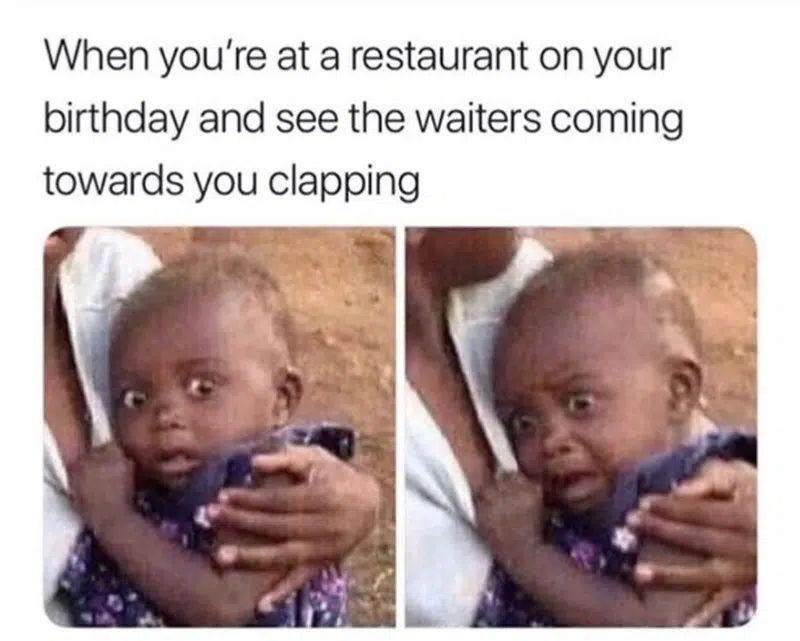 When you're at a restaurant on your
birthday and see the waiters coming
towards you clapping